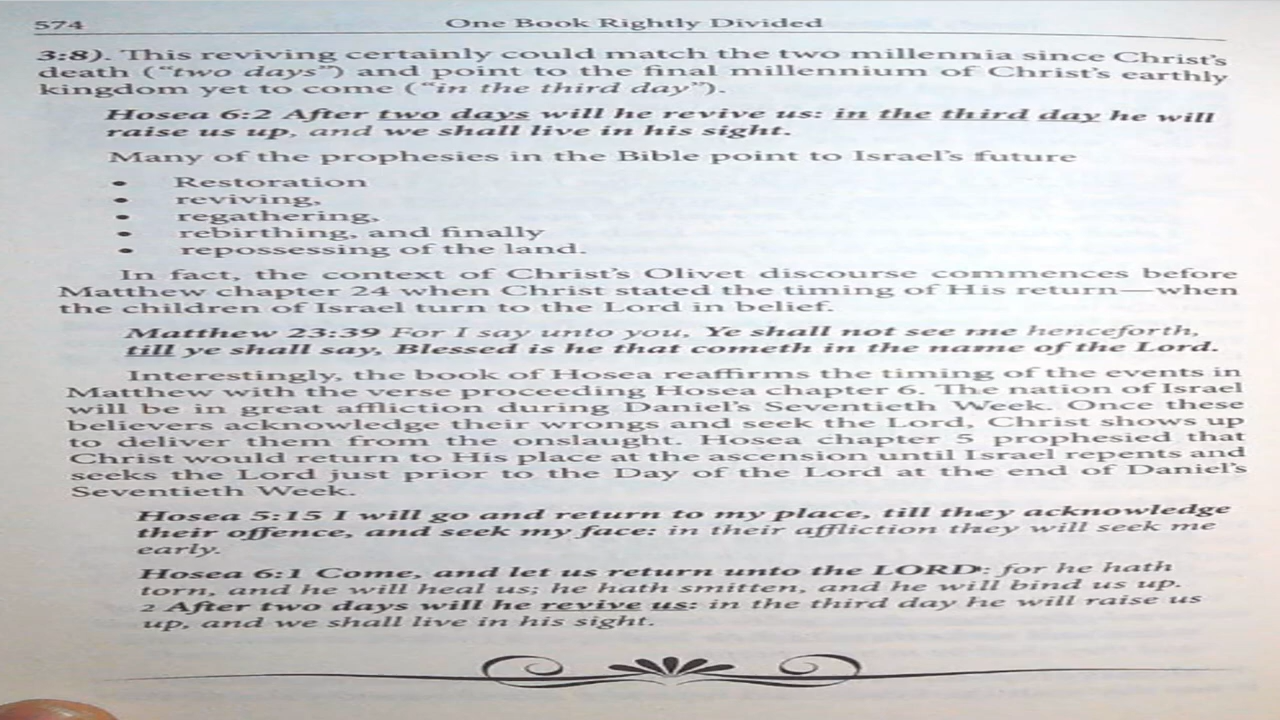 574
One Book Rightly Divided
3:8). This reviving certainly could match the two millennia since Christ's
death ("two days") and point to the final millennium of Christ's earthly
kingdom yet to come ("in the third day").
Hosea 6:2 After two days will he revive us: in the third day he will
raise us up, and we shall live in his sight.
Many of the prophesies in the Bible point to Israel's future
• Restoration
• reviving,
• regathering,
• rebirthing, and finally
• repossessing of the land.
In fact, the context of Christ's Olivet discourse commences before
Matthew chapter 24 when Christ stated the timing of His return—when
the children of Israel turn to the Lord in belief.
Matthew 23:39 For I say unto you, Ye shall not see me henceforth,
till ye shall say, Blessed is he that cometh in the name of the Lord.
Interestingly, the book of Hosea reaffirms the timing of the events in
Matthew with the verse proceeding Hosea chapter 6. The nation of Israel
will be in great affliction during Daniel's Seventieth Week. Once these
believers acknowledge their wrongs and seek the Lord, Christ shows up
to deliver them from the onslaught. Hosea chapter 5 prophesied that
Christ would return to His place at the ascension until Israel repents and
seeks the Lord just prior to the Day of the Lord at the end of Daniel's
Seventieth Week.
Hosea 5:15 I will go and return to my place, till they acknowledge
their offence, and seek my face: in their affliction they will seek me
early.
Hosea 6:1 Come, and let us return unto the LORD: for he hath
torn, and he will heal us; he hath smitten, and he will bind us up.
2 After two days will he revive us: in the third day he will raise us
up, and we shall live in his sight.